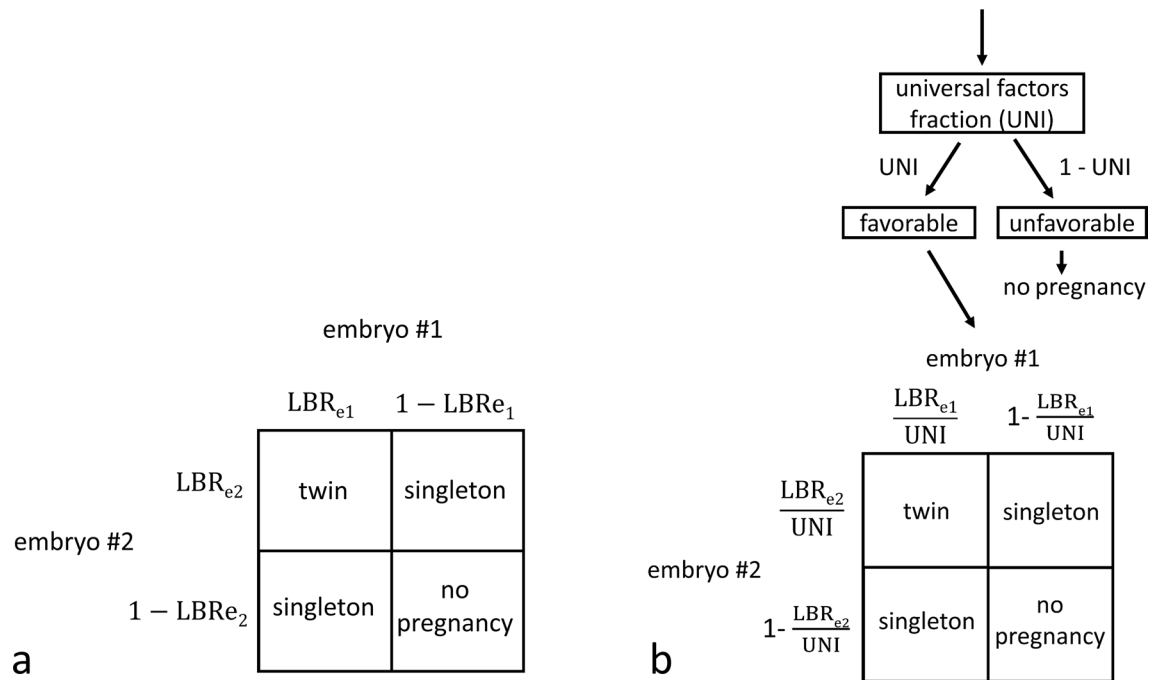 embryo #1
LBR_e1 1 − LBRe_1
LBR_e2
twin singleton
embryo #2
1 − LBRe_2
singleton no
pregnancy
a
universal factors
fraction (UNI)
UNI 1 - UNI
favorable unfavorable
no pregnancy
embryo #1
LBR_e1/UNI 1- LBR_e1/UNI
LBR_e2/UNI
twin singleton
embryo #2
1- LBR_e2/UNI
singleton no
pregnancy
b